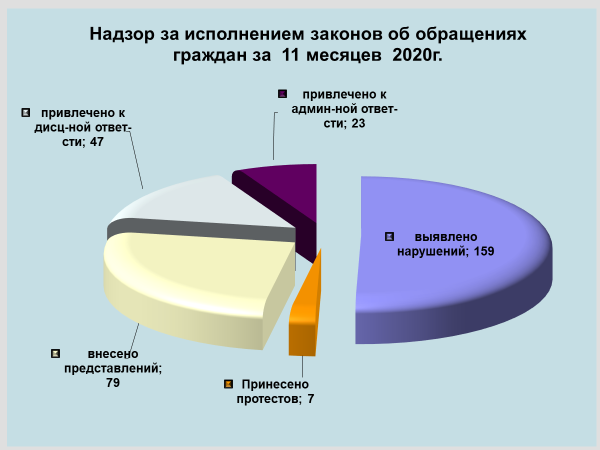 Надзор за исполнением законов об обращениях
граждан за 11 месяцев 2020г.
привлечено к
админ-ной ответ-
сти; 23
привлечено к
дисц-ной ответ-
сти; 47
выявлено
нарушений; 159
внесено
представлений;
79
Принесено
протестов; 7